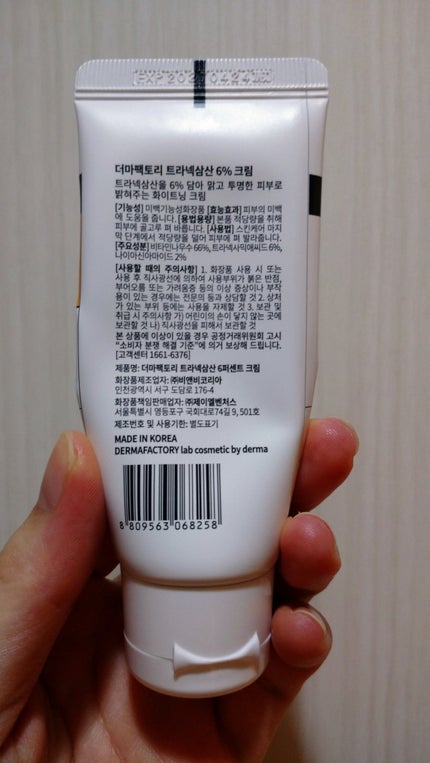 더마팩토리 트라넥삼산 6% 크림
트라넥삼산을 6% 담아 맑고 투명한 피부로
밝혀주는 화이트닝 크림
[기능성] 미백기능성화장품 [효능효과] 피부의 미백
에 도움을 줍니다. [용법용량] 본품 적당량을 취해
피부에 골고루 펴 바릅니다. [사용법] 스킨케어 마지
막 단계에서 적당량을 덜어 피부에 펴 발라줍니다.
[주요성분] 비타민나무수 66%, 트라넥사믹애씨드 6%,
나이아신아마이드 2%
[사용할 때의 주의사항] 1. 화장품 사용 시 또는
사용 후 직사광선에 의하여 사용부위가 붉은 반점,
부어오름 또는 가려움증 등의 이상 증상이나 부작
용이 있는 경우에는 전문의 등과 상담할 것 2. 상처
가 있는 부위 등에는 사용을 자제할 것 3. 보관 및
취급 시 주의사항 가) 어린이의 손이 닿지 않는 곳에
보관할 것 나) 직사광선을 피해서 보관할 것
본 상품에 이상이 있을 경우 공정거래위원회 고시
"소비자 분쟁 해결 기준"에 의거 보상해 드립니다.
[고객센터 1661-6376]
제품명: 더마팩토리 트라넥삼산 6퍼센트 크림
화장품제조업자: ㈜비앤비코리아
인천광역시 서구 도담로 176-4
화장품책임판매업자: ㈜제이엘벤처스
서울특별시 영등포구 국회대로74길 9, 501호
제조번호 및 사용기한: 별도표기
MADE IN KOREA
DERMAFACTORY lab cosmetic by derma
8 809563 068258